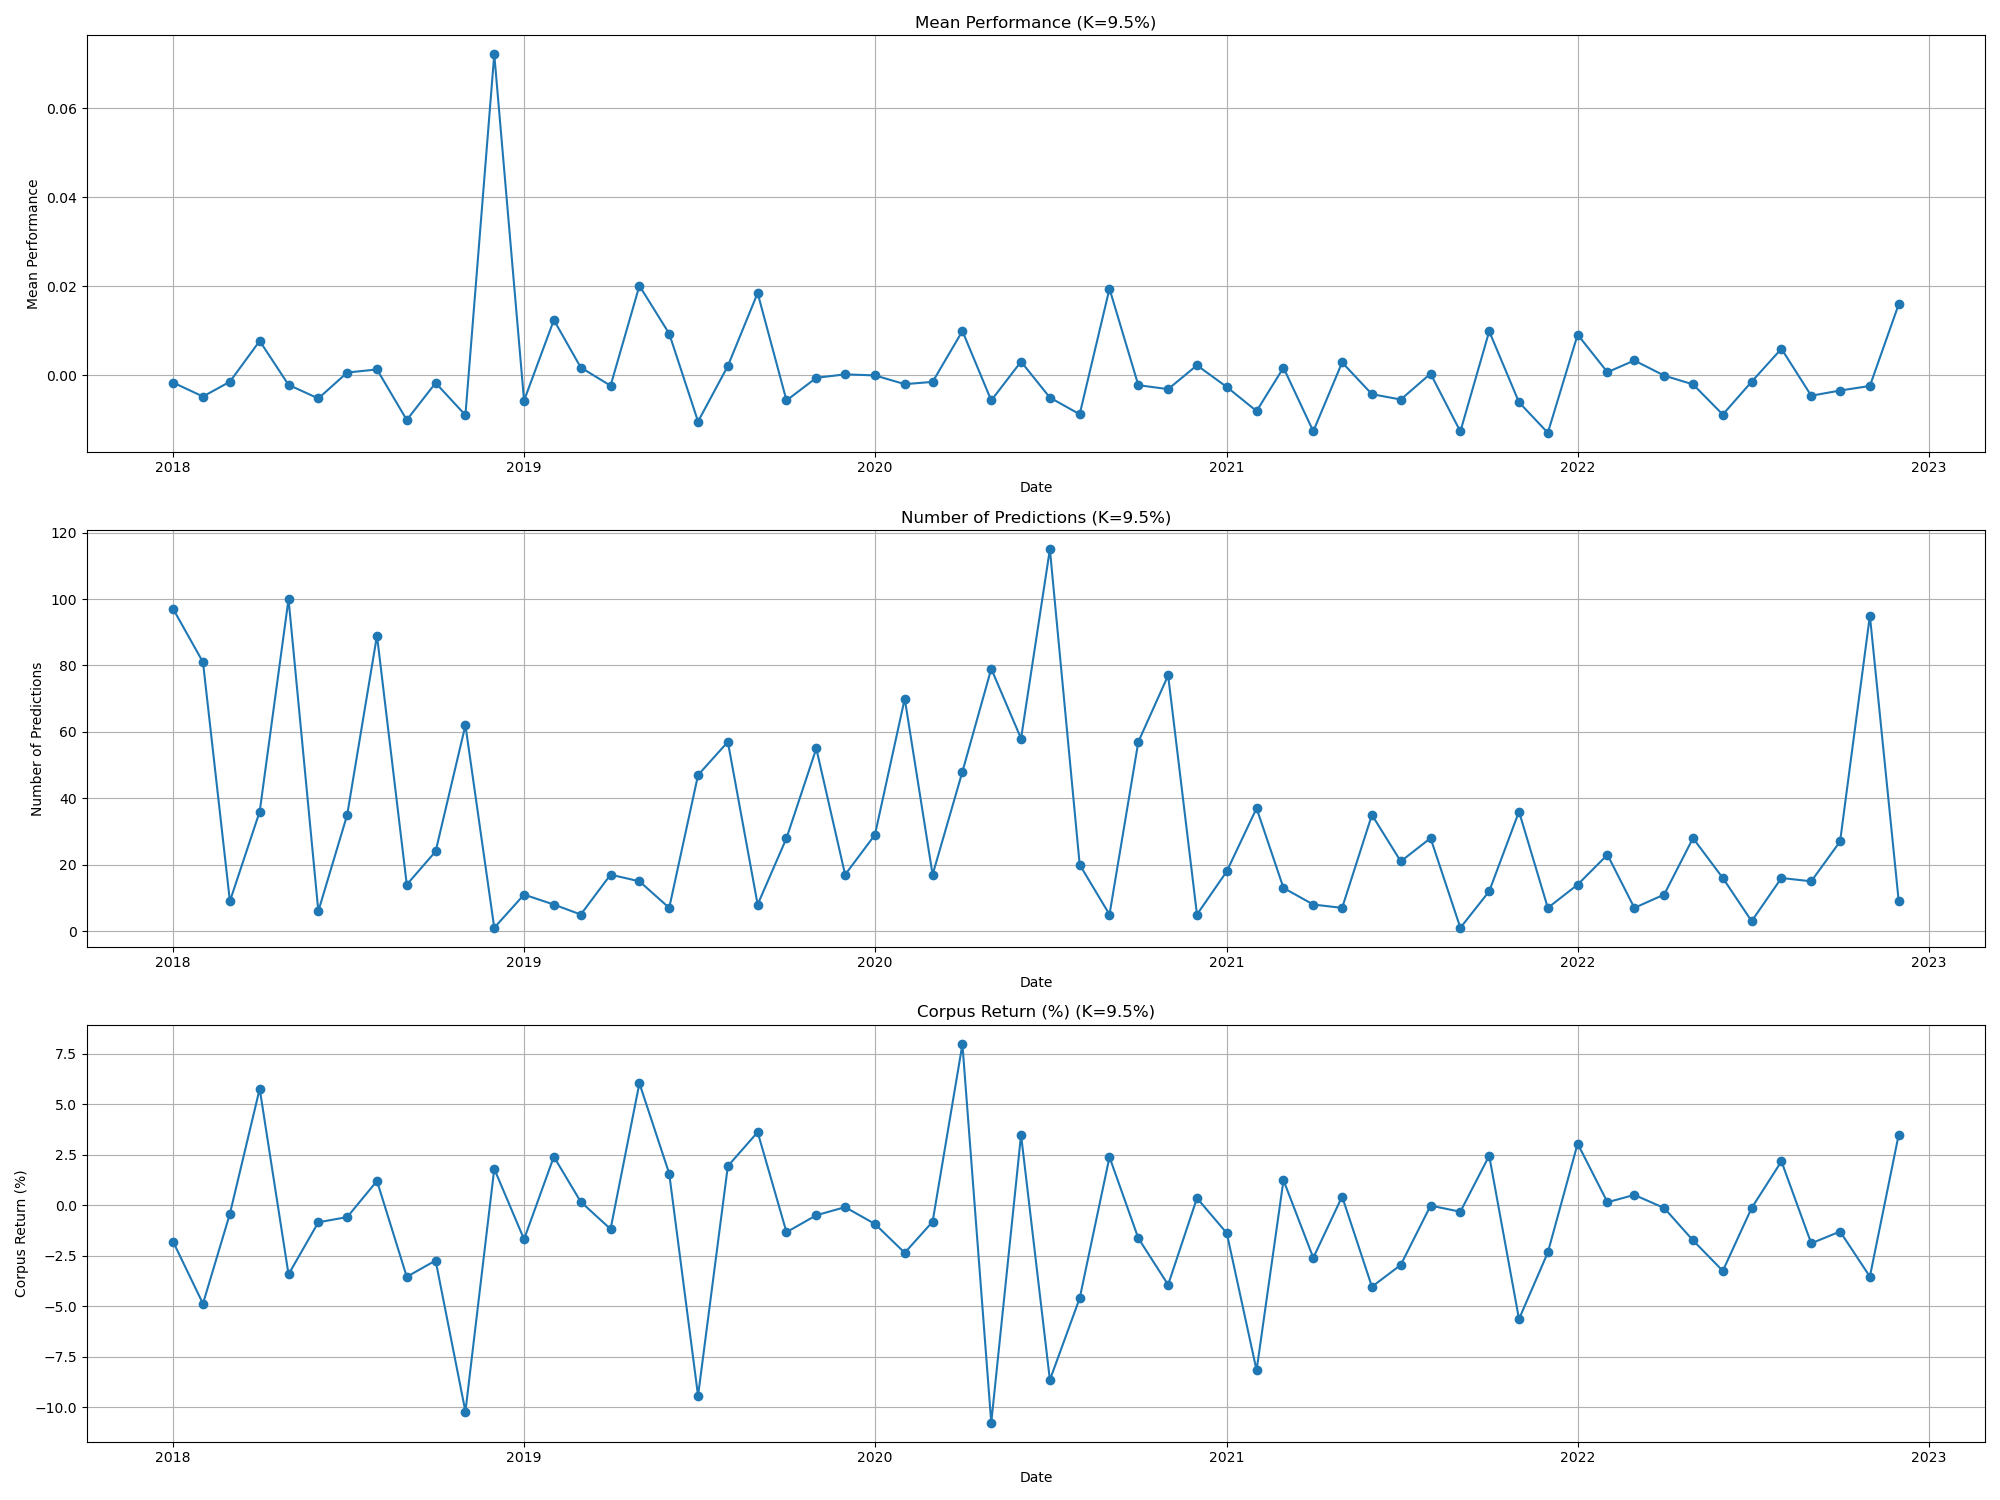 Mean Performance (K=9.5%)
Mean Performance
0.06
0.04
0.02
0.00
2018 2019 2020 2021 2022 2023
Date
Number of Predictions (K=9.5%)
Number of Predictions
120
100
80
60
40
20
0
2018 2019 2020 2021 2022 2023
Date
Corpus Return (%) (K=9.5%)
Corpus Return (%)
7.5
5.0
2.5
0.0
−2.5
−5.0
−7.5
−10.0
2018 2019 2020 2021 2022 2023
Date